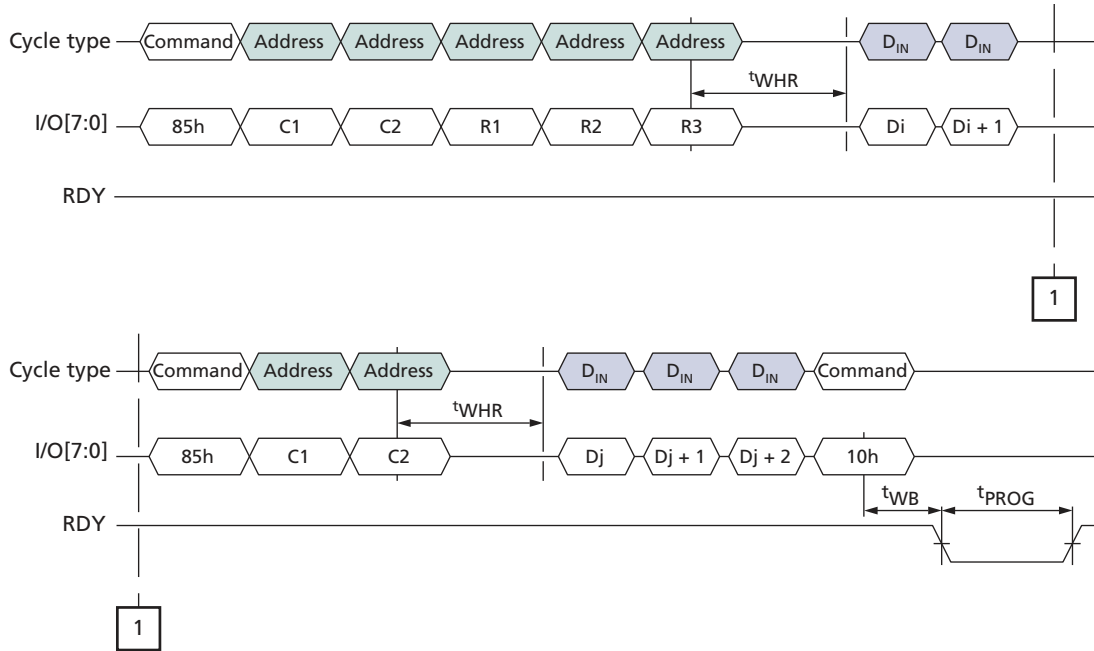 Cycle type Command Address Address Address Address Address DIN DIN
tWHR
I/O[7:0] 85h C1 C2 R1 R2 R3 Di Di + 1
RDY
1
Cycle type Command Address Address DIN DIN DIN Command
tWHR
I/O[7:0] 85h C1 C2 Dj Dj + 1 Dj + 2 10h
tWB tPROG
RDY
1